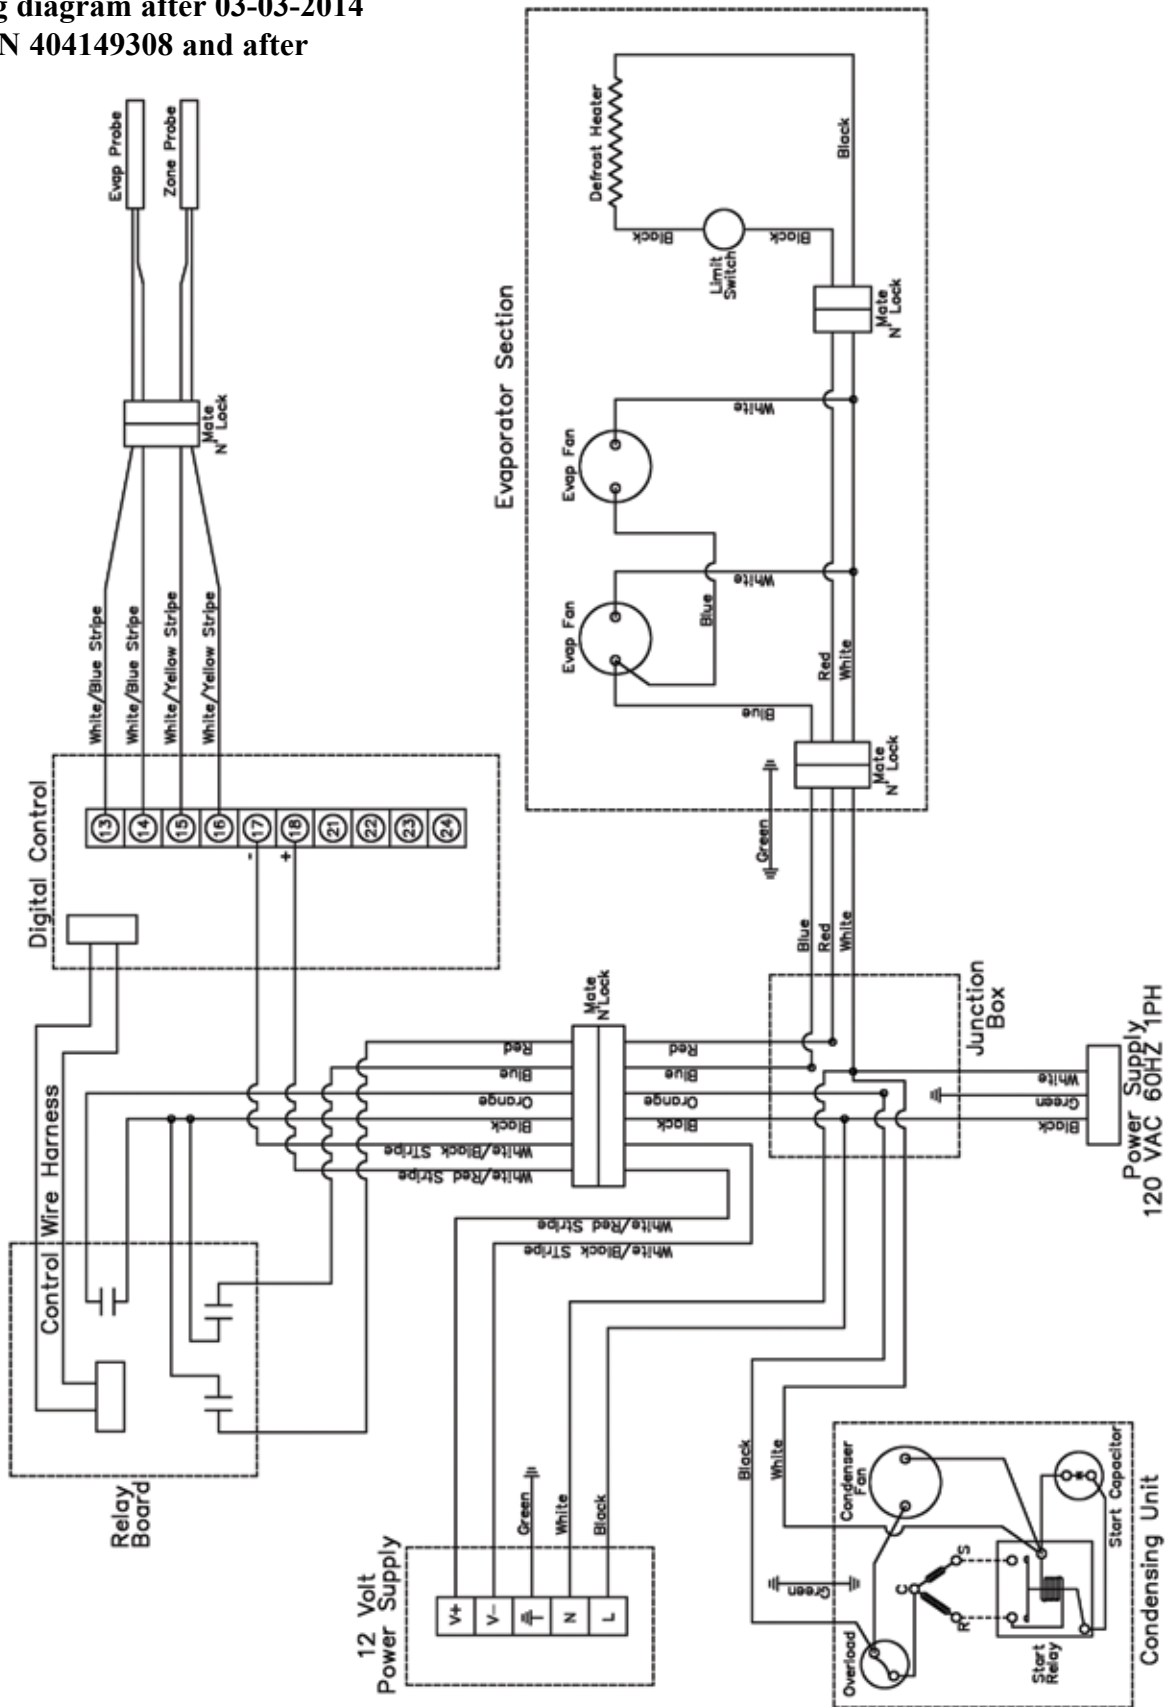 g diagram after 03-03-2014
N 404149308 and after
Evap Probe
Zone Probe
Mate
N' Lock
White/Blue Stripe
White/Blue Stripe
White/Yellow Stripe
White/Yellow Stripe
Digital Control
13
14
15
16
17
18
21
22
23
24
-
+
Control Wire Harness
Relay
Board
Mate
N'Lock
Red
Blue
Orange
Black
White/Black STripe
White/Red Stripe
Red
Blue
Orange
Black
White/Red Stripe
White/Black STripe
Evaporator Section
Defrost Heater
Black
Black
Limit
Switch
Black
Mate
N' Lock
Evap Fan
White
Evap Fan
White
Blue
Blue
Red
White
Mate
N' Lock
Green
Blue
Red
White
Junction
Box
White
Green
Black
Power Supply
120 VAC 60HZ 1PH
12 Volt
Power Supply
V+
V-
N
L
Green
White
Black
Black
White
Condenser
Fan
Start Capacitor
Green
Overload
C
S
R
Start
Relay
Condensing Unit